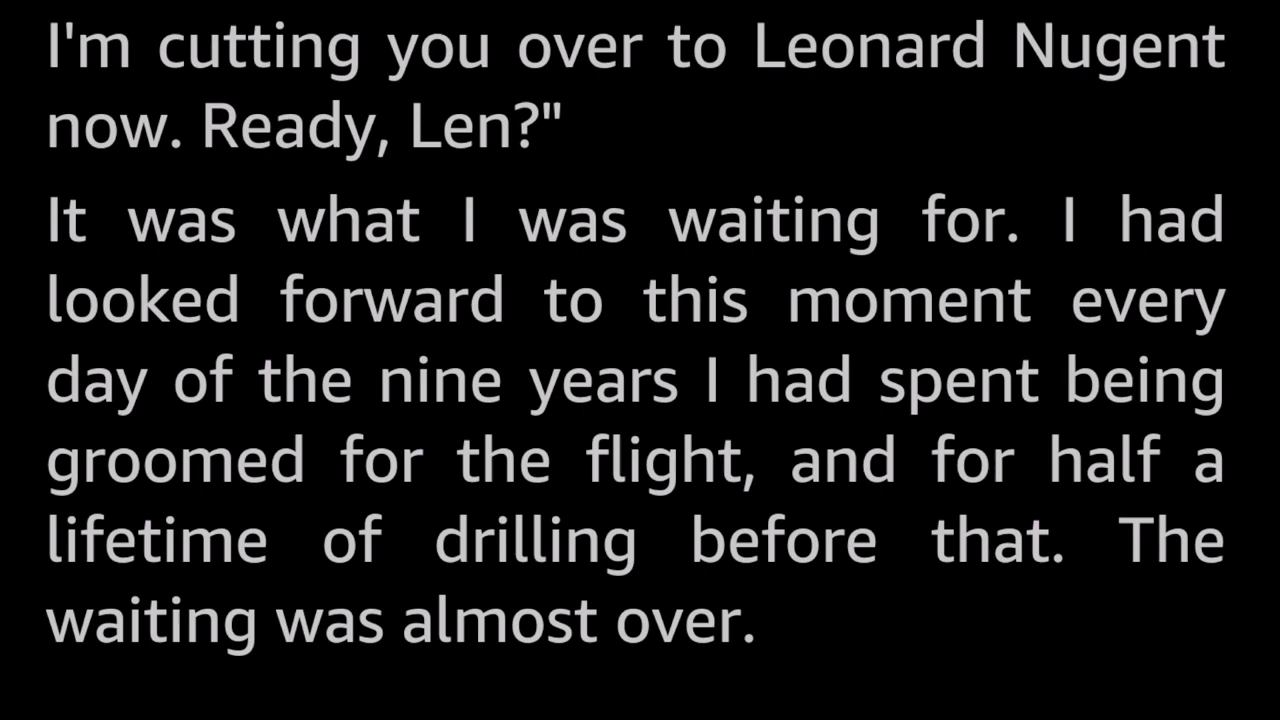 I'm cutting you over to Leonard Nugent
now. Ready, Len?"
It was what I was waiting for. I had
looked forward to this moment every
day of the nine years I had spent being
groomed for the flight, and for half a
lifetime of drilling before that. The
waiting was almost over.